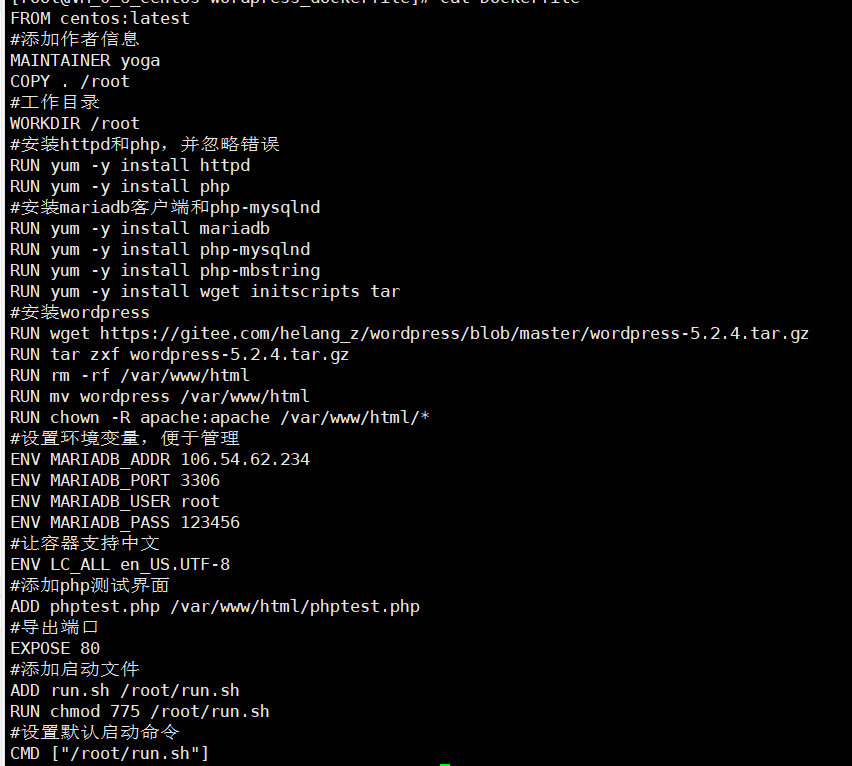 [root@VM_0_6_centos wordpress_dockerfile]# cat Dockerfile
FROM centos:latest
#添加作者信息
MAINTAINER yoga
COPY . /root
#工作目录
WORKDIR /root
#安装httpd和php，并忽略错误
RUN yum -y install httpd
RUN yum -y install php
#安装mariadb客户端和php-mysqlnd
RUN yum -y install mariadb
RUN yum -y install php-mysqlnd
RUN yum -y install php-mbstring
RUN yum -y install wget initscripts tar
#安装wordpress
RUN wget https://gitee.com/helang_z/wordpress/blob/master/wordpress-5.2.4.tar.gz
RUN tar zxf wordpress-5.2.4.tar.gz
RUN rm -rf /var/www/html
RUN mv wordpress /var/www/html
RUN chown -R apache:apache /var/www/html/*
#设置环境变量，便于管理
ENV MARIADB_ADDR 106.54.62.234
ENV MARIADB_PORT 3306
ENV MARIADB_USER root
ENV MARIADB_PASS 123456
#让容器支持中文
ENV LC_ALL en_US.UTF-8
#添加php测试界面
ADD phptest.php /var/www/html/phptest.php
#导出端口
EXPOSE 80
#添加启动文件
ADD run.sh /root/run.sh
RUN chmod 775 /root/run.sh
#设置默认启动命令
CMD ["/root/run.sh"]